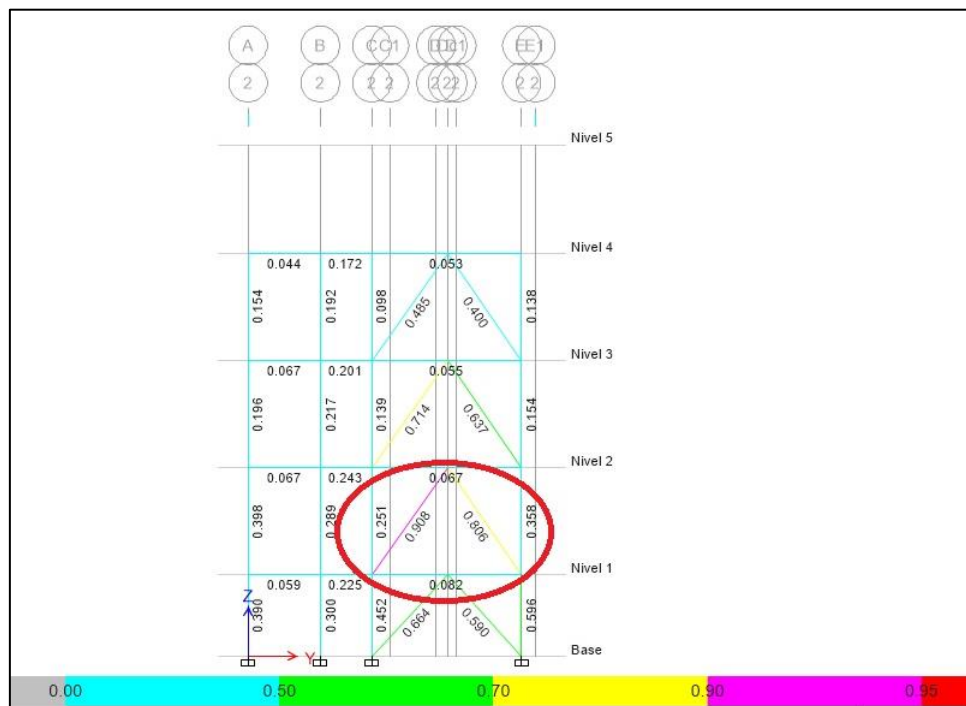 A B C C1 E E1
2 2 2 2 2 2 2 2
Nivel 5
Nivel 4
0.044 0.172 0.053
0.154 0.192 0.098 0.485 0.400 0.138
Nivel 3
0.067 0.201 0.055
0.196 0.217 0.139 0.714 0.637 0.154
Nivel 2
0.067 0.243 0.067
0.398 0.289 0.251 0.908 0.806 0.358
Nivel 1
0.059 0.225 0.082
Z
0.390 0.300 0.452 0.664 0.590 0.596
Y
Base
0.00 0.50 0.70 0.90 0.95